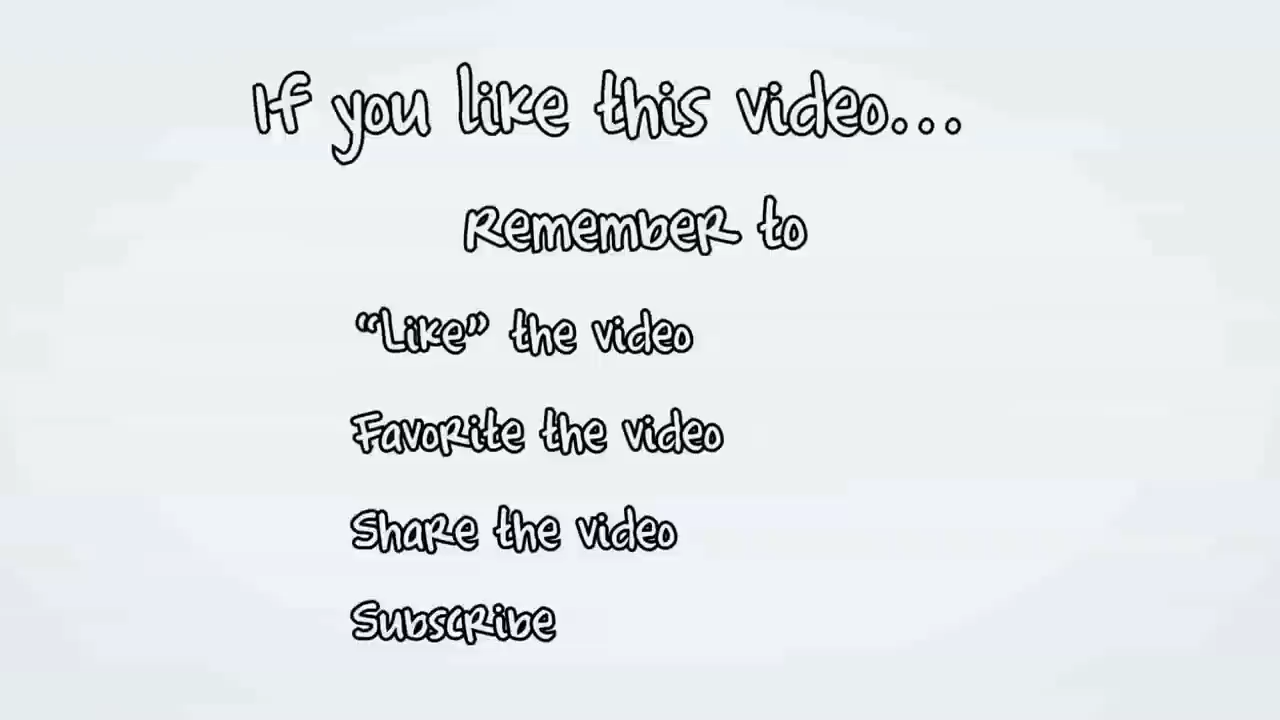 If you like this video...
Remember to
“Like” the video
Favorite the video
Share the video
Subscribe